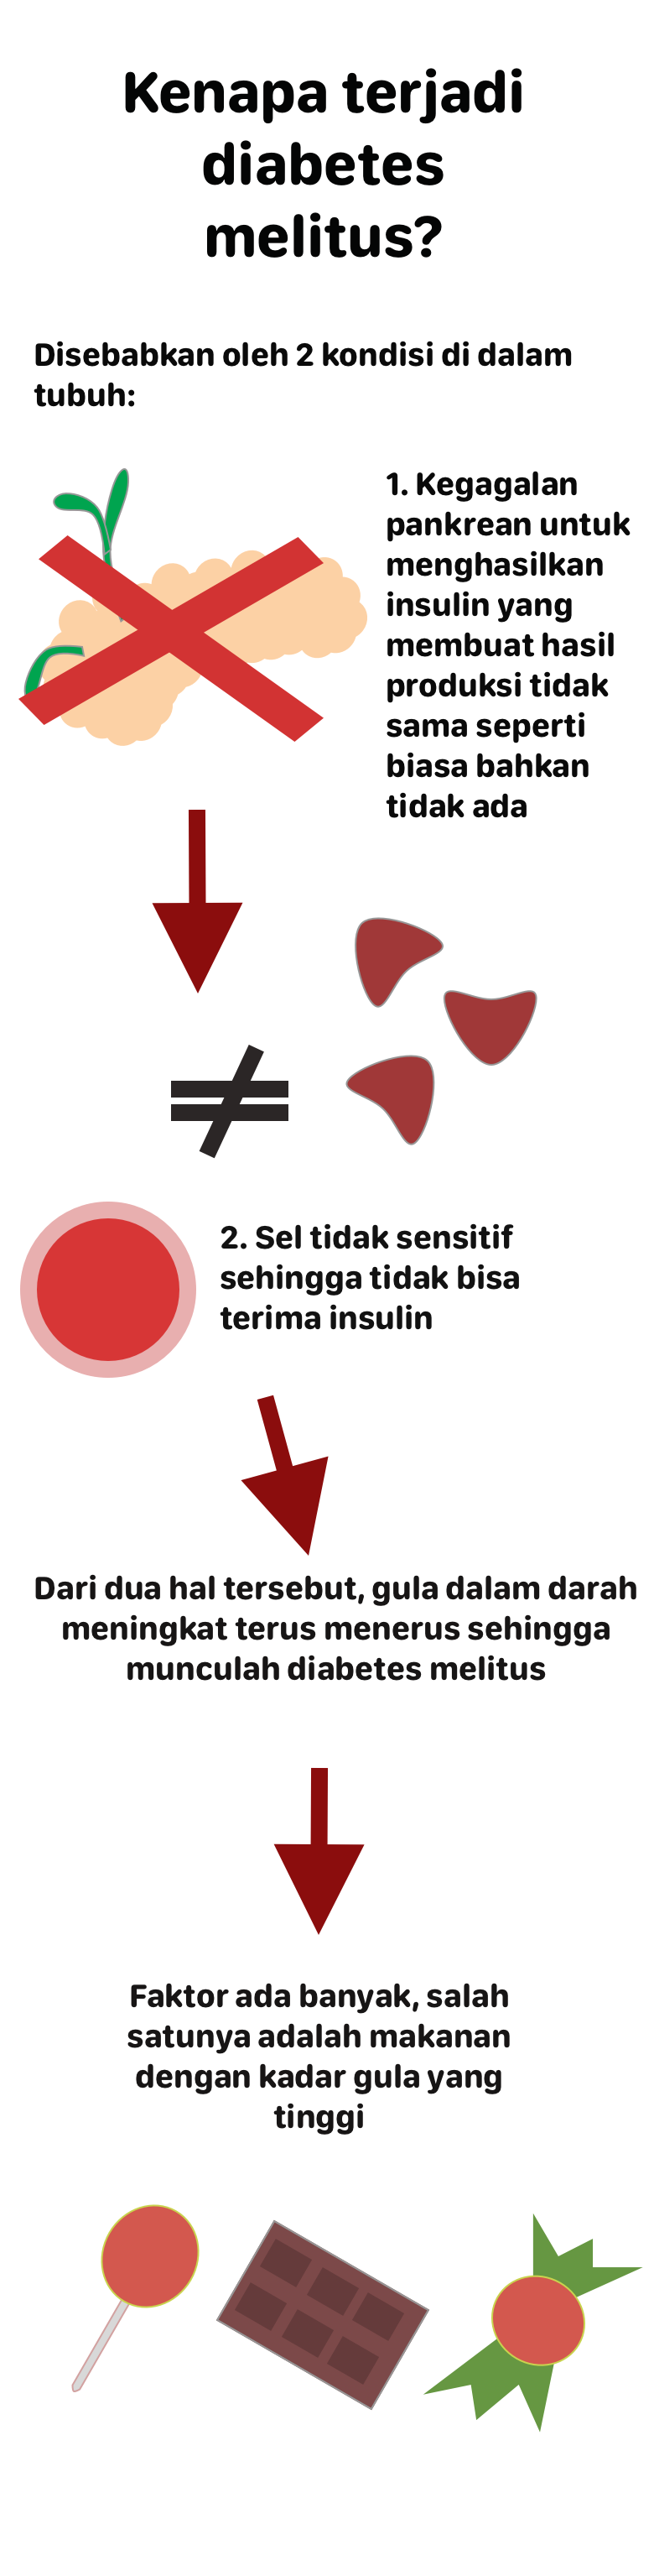 Kenapa terjadi
diabetes
melitus?
Disebabkan oleh 2 kondisi di dalam
tubuh:
1. Kegagalan
pankrean untuk
menghasilkan
insulin yang
membuat hasil
produksi tidak
sama seperti
biasa bahkan
tidak ada
2. Sel tidak sensitif
sehingga tidak bisa
terima insulin
Dari dua hal tersebut, gula dalam darah
meningkat terus menerus sehingga
munculah diabetes melitus
Faktor ada banyak, salah
satunya adalah makanan
dengan kadar gula yang
tinggi